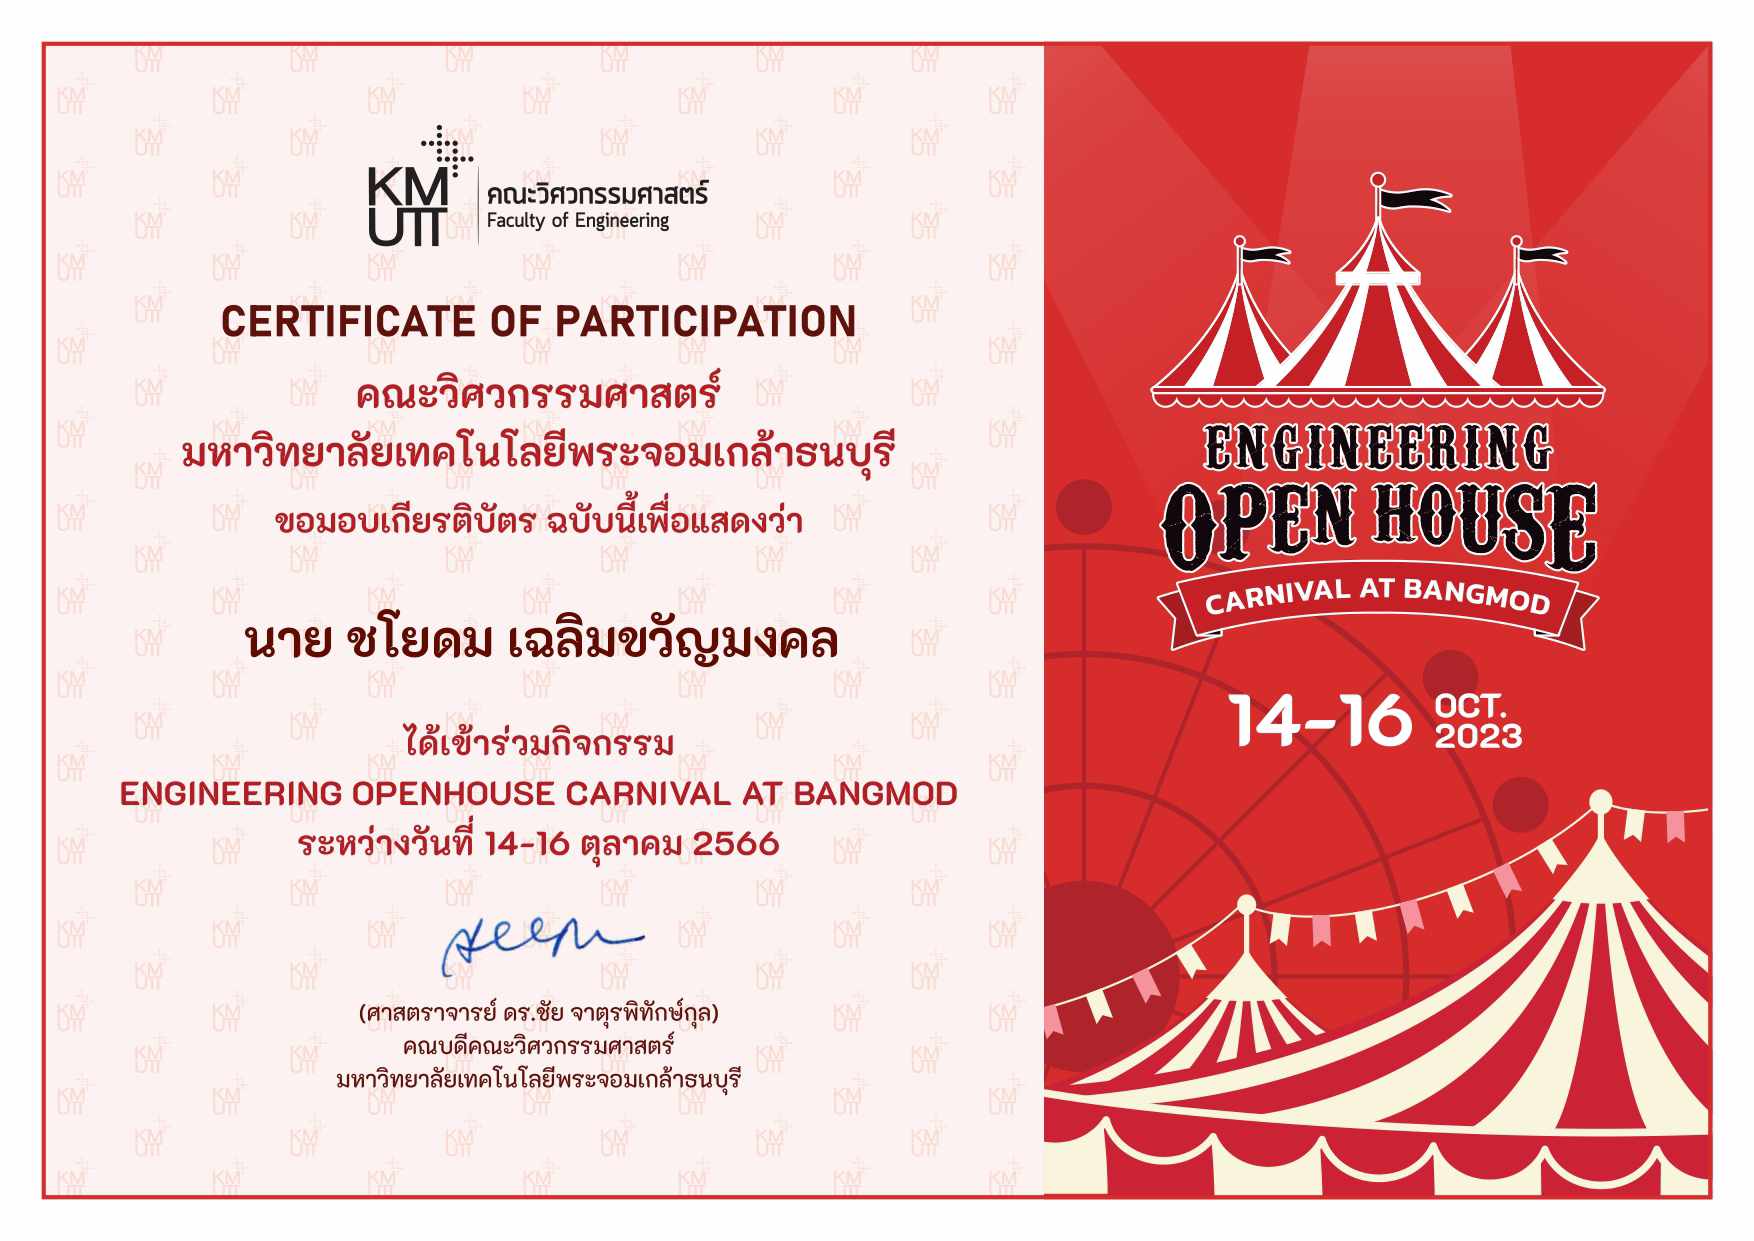 KM
UTT
คณะวิศวกรรมศาสตร์
Faculty of Engineering
CERTIFICATE OF PARTICIPATION
คณะวิศวกรรมศาสตร์
มหาวิทยาลัยเทคโนโลยีพระจอมเกล้าธนบุรี
ขอมอบเกียรติบัตร ฉบับนี้เพื่อแสดงว่า
นาย ชโยดม เฉลิมขวัญมงคล
ได้เข้าร่วมกิจกรรม
ENGINEERING OPENHOUSE CARNIVAL AT BANGMOD
ระหว่างวันที่ 14-16 ตุลาคม 2566
(ศาสตราจารย์ ดร.ชัย จาตุรพิทักษ์กุล)
คณบดีคณะวิศวกรรมศาสตร์
มหาวิทยาลัยเทคโนโลยีพระจอมเกล้าธนบุรี
ENGINEERING
OPEN HOUSE
CARNIVAL AT BANGMOD
14-16 OCT.
2023